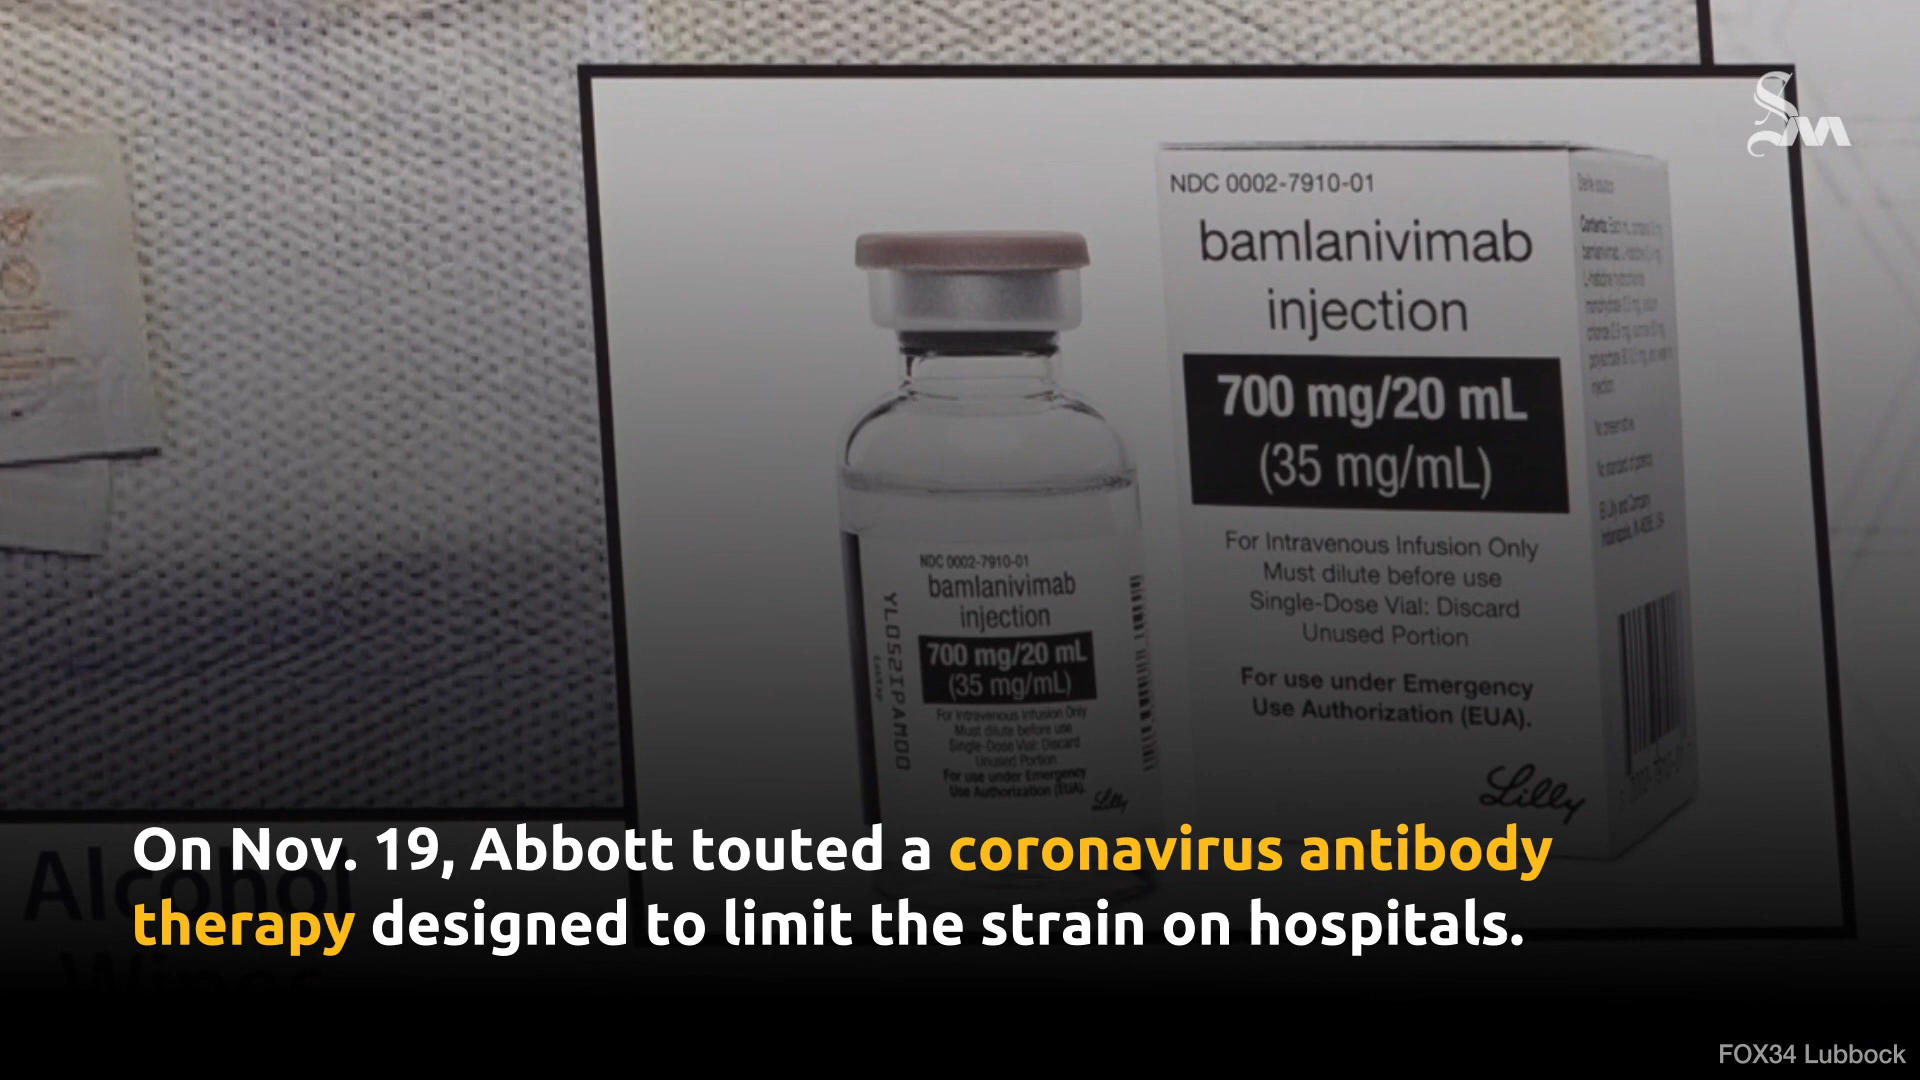 SM
NDC 0002-7910-01
bamlanivimab
injection
700 mg/20 mL
(35 mg/mL)
For Intravenous Infusion Only
Must dilute before use
Single-Dose Vial: Discard
Unused Portion
For use under Emergency
Use Authorization (EUA).
Lilly
NDC 0002-7910-01
bamlanivimab
injection
700 mg/20 mL
(35 mg/mL)
For Intravenous Infusion Only
Must dilute before use
Single-Dose Vial: Discard
Unused Portion
For use under Emergency
Use Authorization (EUA).
Lilly
Alcohol
Wipes
On Nov. 19, Abbott touted a coronavirus antibody
therapy designed to limit the strain on hospitals.
FOX34 Lubbock